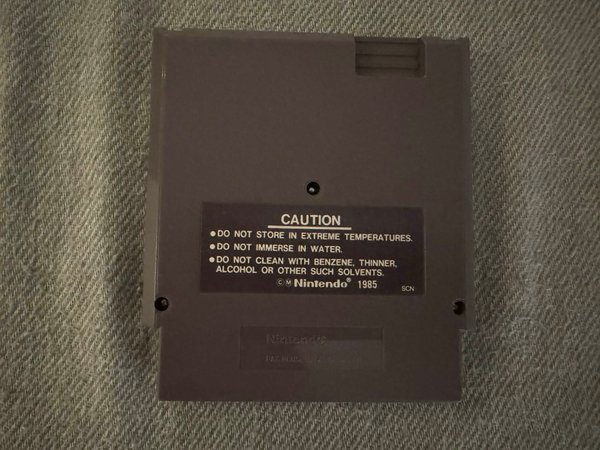 CAUTION
•DO NOT STORE IN EXTREME TEMPERATURES.
•DO NOT IMMERSE IN WATER.
•DO NOT CLEAN WITH BENZENE, THINNER,
ALCOHOL OR OTHER SUCH SOLVENTS.
©Ⓜ Nintendo® 1985
SCN
Nintendo